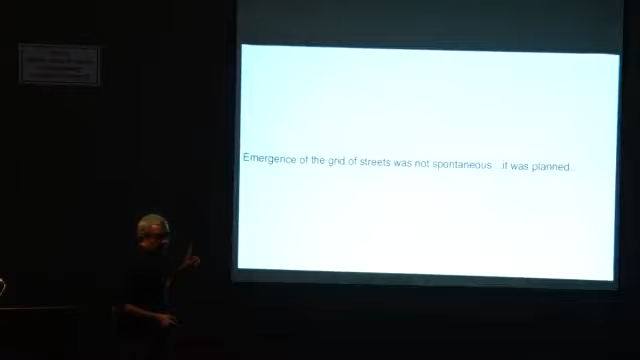 Emergence of the grid of streets was not spontaneous ...it was planned..